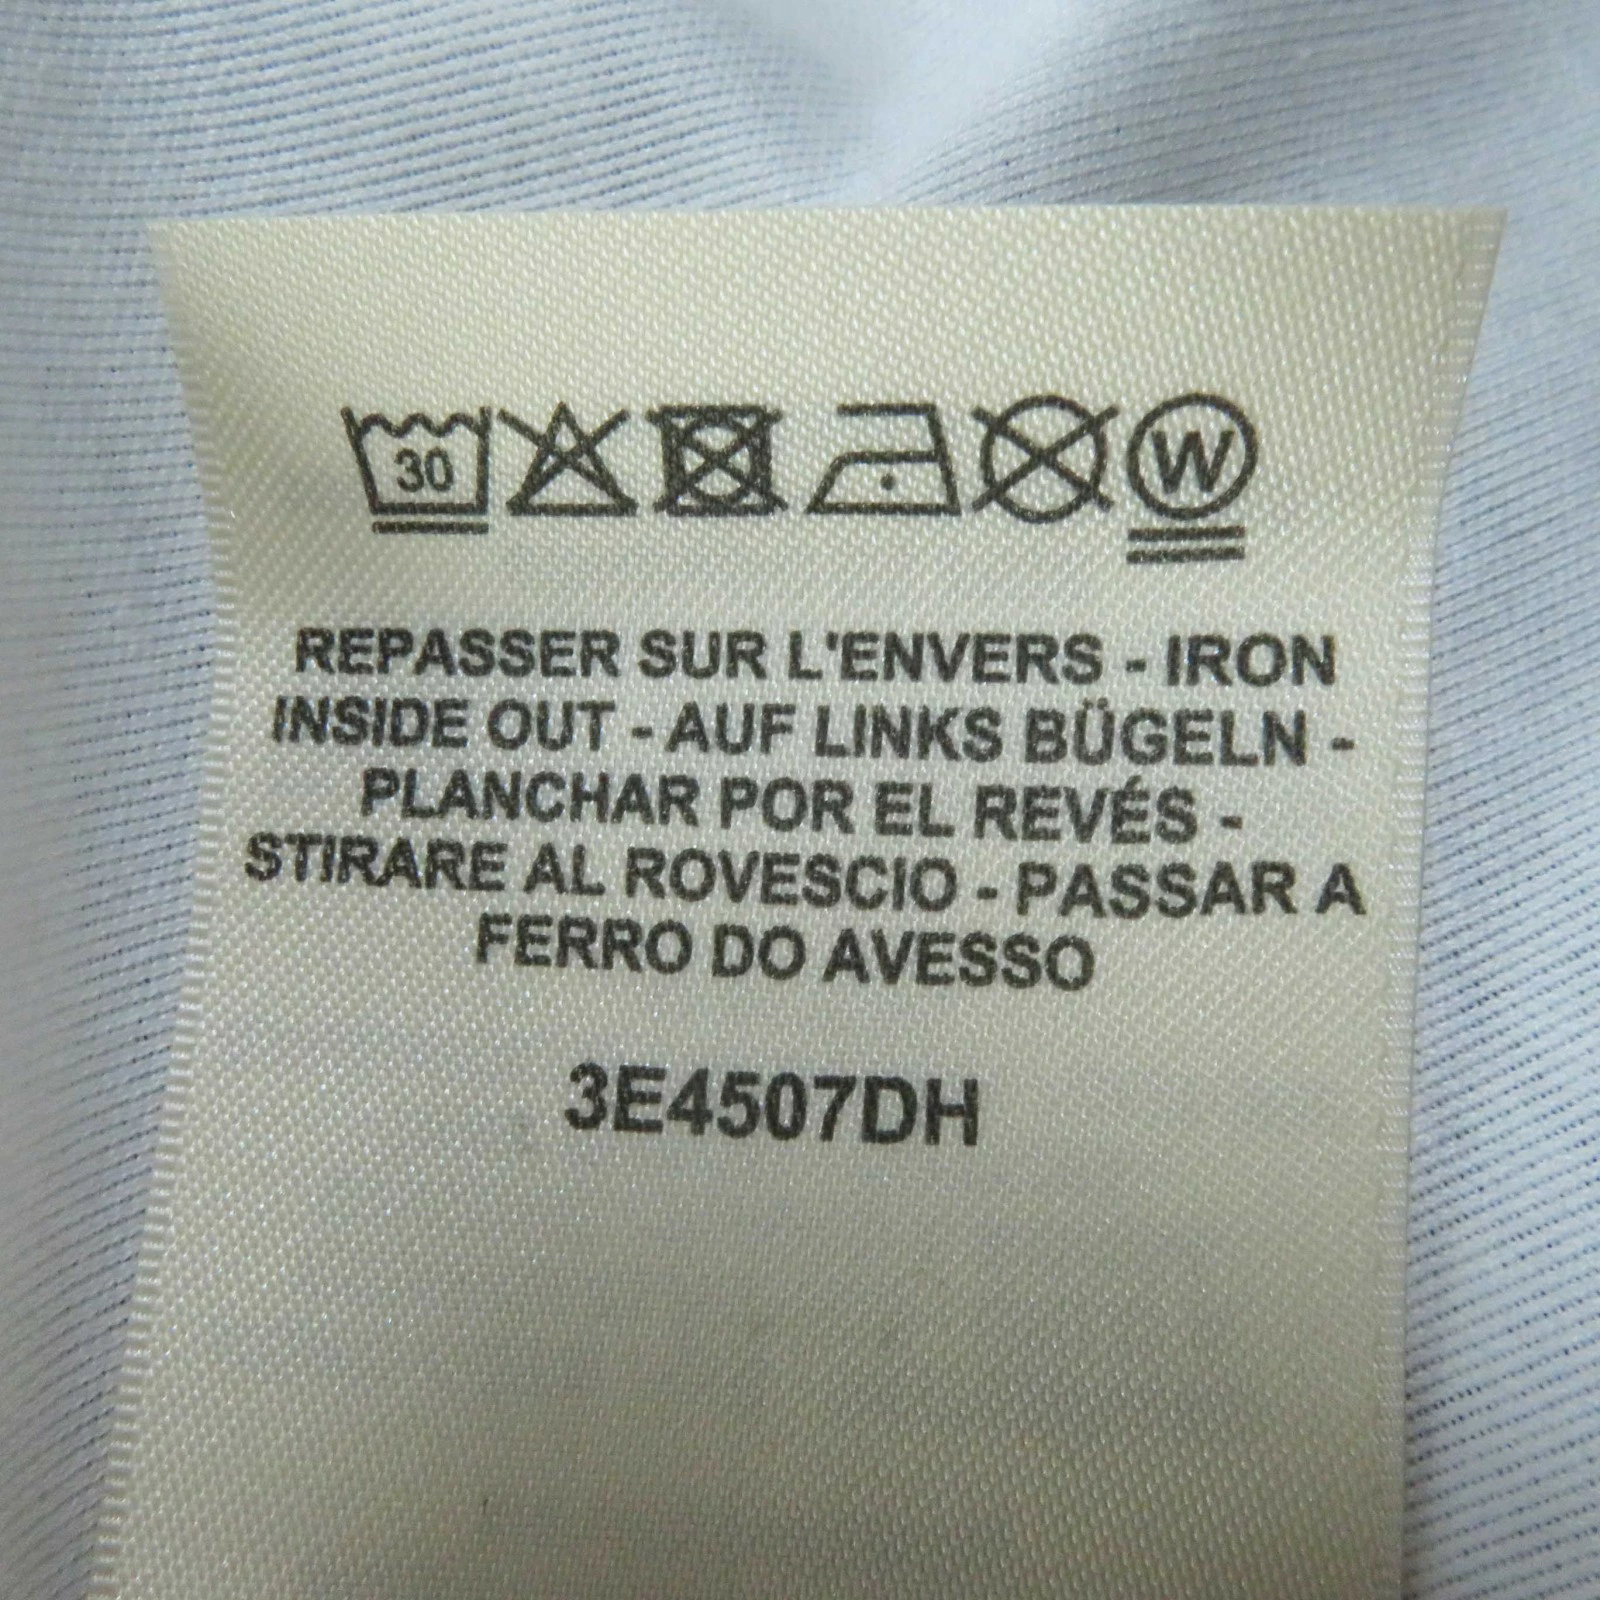 30 W
REPASSER SUR L'ENVERS - IRON
INSIDE OUT - AUF LINKS BÜGELN -
PLANCHAR POR EL REVÉS -
STIRARE AL ROVESCIO - PASSAR A
FERRO DO AVESSO
3E4507DH